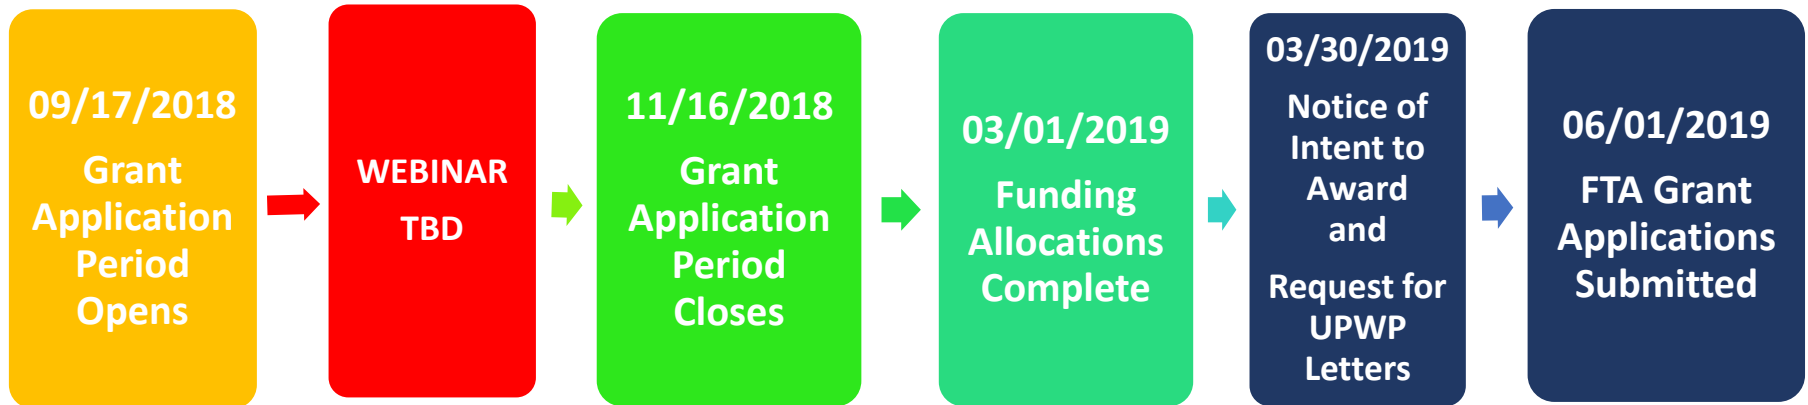 09/17/2018
Grant
Application
Period
Opens
WEBINAR
TBD
11/16/2018
Grant
Application
Period
Closes
03/01/2019
Funding
Allocations
Complete
03/30/2019
Notice of
Intent to
Award
and
Request for
UPWP
Letters
06/01/2019
FTA Grant
Applications
Submitted